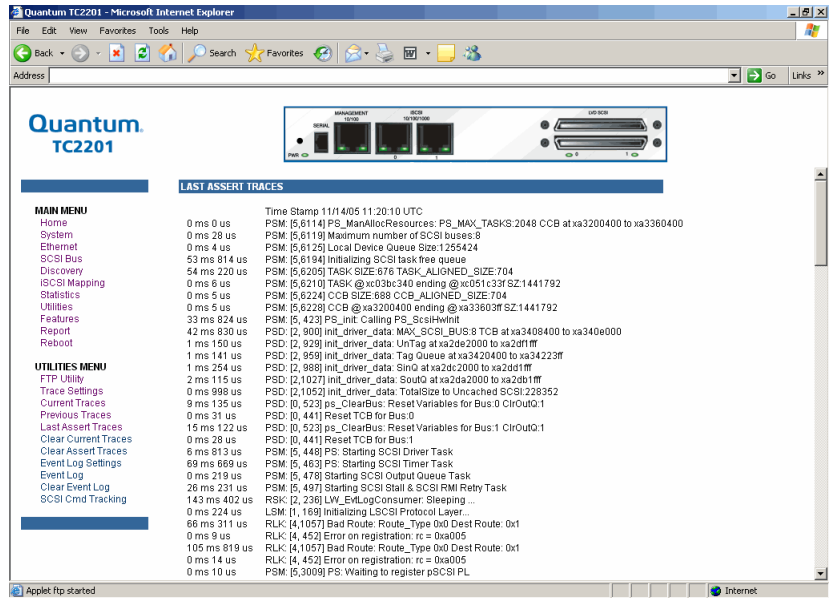 Quantum TC2201 - Microsoft Internet Explorer
File Edit View Favorites Tools Help
Back Search Favorites
Address Go Links »
Quantum.
TC2201
MANAGEMENT
10/100
ISCSI
10/100/1000
LVD SCSI
SERIAL
PWR 0 1 0 1
LAST ASSERT TRACES
MAIN MENU
Home
System
Ethernet
SCSI Bus
Discovery
iSCSI Mapping
Statistics
Utilities
Features
Report
Reboot
UTILITIES MENU
FTP Utility
Trace Settings
Current Traces
Previous Traces
Last Assert Traces
Clear Current Traces
Clear Assert Traces
Event Log Settings
Event Log
Clear Event Log
SCSI Cmd Tracking
Time Stamp 11/14/05 11:20:10 UTC
0 ms 0 us PSM: [5,6114] PS_ManAllocResources: PS_MAX_TASKS:2048 CCB at xa3200400 to xa3360400
0 ms 28 us PSM: [5,6119] Maximum number of SCSI buses:8
0 ms 4 us PSM: [5,6125] Local Device Queue Size:1255424
53 ms 814 us PSM: [5,6194] Initializing SCSI task free queue
54 ms 220 us PSM: [5,6205] TASK SIZE:676 TASK_ALIGNED_SIZE:704
0 ms 6 us PSM: [5,6210] TASK @ xc03bc340 ending @ xc051c33f SZ:1441792
0 ms 5 us PSM: [5,6224] CCB SIZE:688 CCB_ALIGNED_SIZE:704
0 ms 5 us PSM: [5,6228] CCB @ xa3200400 ending @ xa33603ff SZ:1441792
33 ms 824 us PSM: [5, 423] PS_init: Calling PS_ScsiHwInit
42 ms 830 us PSD: [2, 900] init_driver_data: MAX_SCSI_BUS:8 TCB at xa3408400 to xa340e000
1 ms 150 us PSD: [2, 929] init_driver_data: UnTag at xa2de2000 to xa2df1fff
1 ms 141 us PSD: [2, 959] init_driver_data: Tag Queue at xa3420400 to xa34223ff
1 ms 254 us PSD: [2, 988] init_driver_data: SinQ at xa2dc2000 to xa2dd1fff
2 ms 115 us PSD: [2,1027] init_driver_data: SoutQ at xa2da2000 to xa2db1fff
0 ms 998 us PSD: [2,1052] init_driver_data: TotalSize to Uncached SCSI:228352
9 ms 135 us PSD: [0, 523] ps_ClearBus: Reset Variables for Bus:0 ClrOutQ:1
0 ms 31 us PSD: [0, 441] Reset TCB for Bus:0
15 ms 122 us PSD: [0, 523] ps_ClearBus: Reset Variables for Bus:1 ClrOutQ:1
0 ms 28 us PSD: [0, 441] Reset TCB for Bus:1
6 ms 813 us PSM: [5, 448] PS: Starting SCSI Driver Task
69 ms 669 us PSM: [5, 463] PS: Starting SCSI Timer Task
0 ms 219 us PSM: [5, 478] Starting SCSI Output Queue Task
26 ms 231 us PSM: [5, 497] Starting SCSI Stall & SCSI RMI Retry Task
143 ms 402 us RSK: [2, 236] LW_EvtLogConsumer: Sleeping ...
0 ms 224 us LSM: [1, 169] Initializing LSCSI Protocol Layer...
66 ms 311 us RLK: [4,1057] Bad Route: Route_Type 0x0 Dest Route: 0x1
0 ms 9 us RLK: [4, 452] Error on registration: rc = 0xa005
105 ms 819 us RLK: [4,1057] Bad Route: Route_Type 0x0 Dest Route: 0x1
0 ms 14 us RLK: [4, 452] Error on registration: rc = 0xa005
0 ms 10 us PSM: [5,3009] PS: Waiting to register pSCSI PL
Applet ftp started Internet